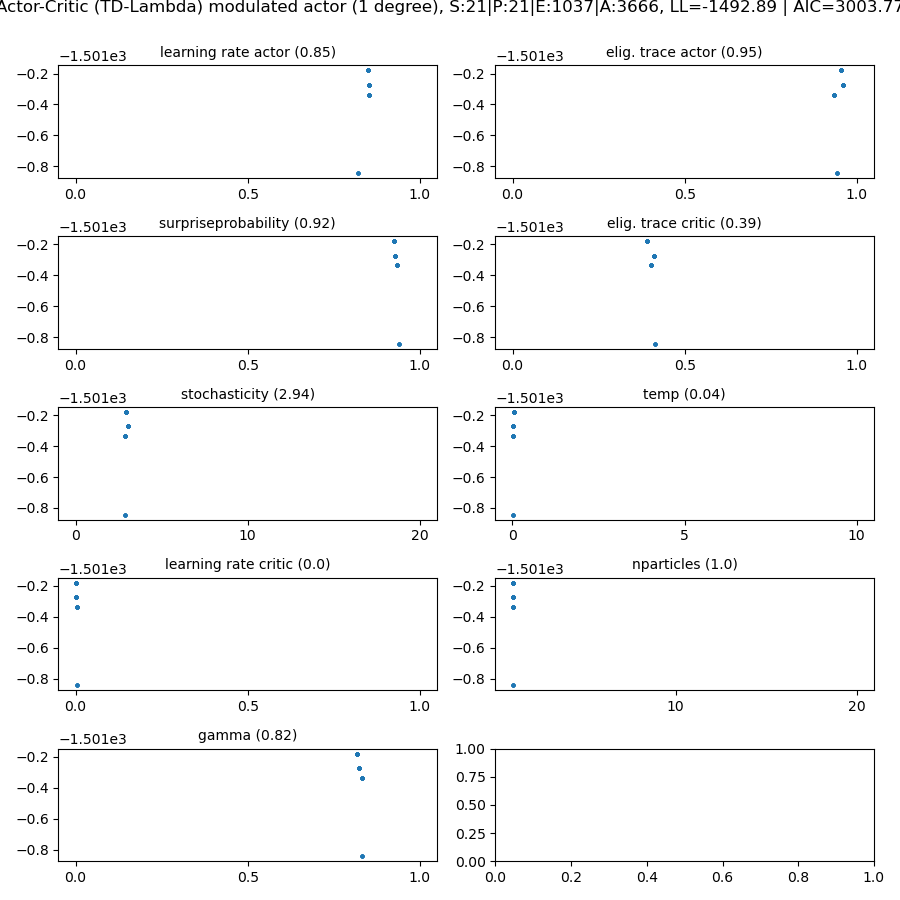 Actor-Critic (TD-Lambda) modulated actor (1 degree), S:21|P:21|E:1037|A:3666, LL=-1492.89 | AIC=3003.77
−1.501e3 learning rate actor (0.85) −1.501e3 elig. trace actor (0.95)
−0.2 −0.2
−0.4 −0.4
−0.6 −0.6
−0.8 −0.8
0.0 0.5 1.0 0.0 0.5 1.0
−1.501e3 surpriseprobability (0.92) −1.501e3 elig. trace critic (0.39)
−0.2 −0.2
−0.4 −0.4
−0.6 −0.6
−0.8 −0.8
0.0 0.5 1.0 0.0 0.5 1.0
−1.501e3 stochasticity (2.94) −1.501e3 temp (0.04)
−0.2 −0.2
−0.4 −0.4
−0.6 −0.6
−0.8 −0.8
0 10 20 0 5 10
−1.501e3 learning rate critic (0.0) −1.501e3 nparticles (1.0)
−0.2 −0.2
−0.4 −0.4
−0.6 −0.6
−0.8 −0.8
0.0 0.5 1.0 10 20
−1.501e3 gamma (0.82)
−0.2 1.00
−0.4 0.75
−0.6 0.50
−0.8 0.25
0.00
0.0 0.5 1.0 0.0 0.2 0.4 0.6 0.8 1.0